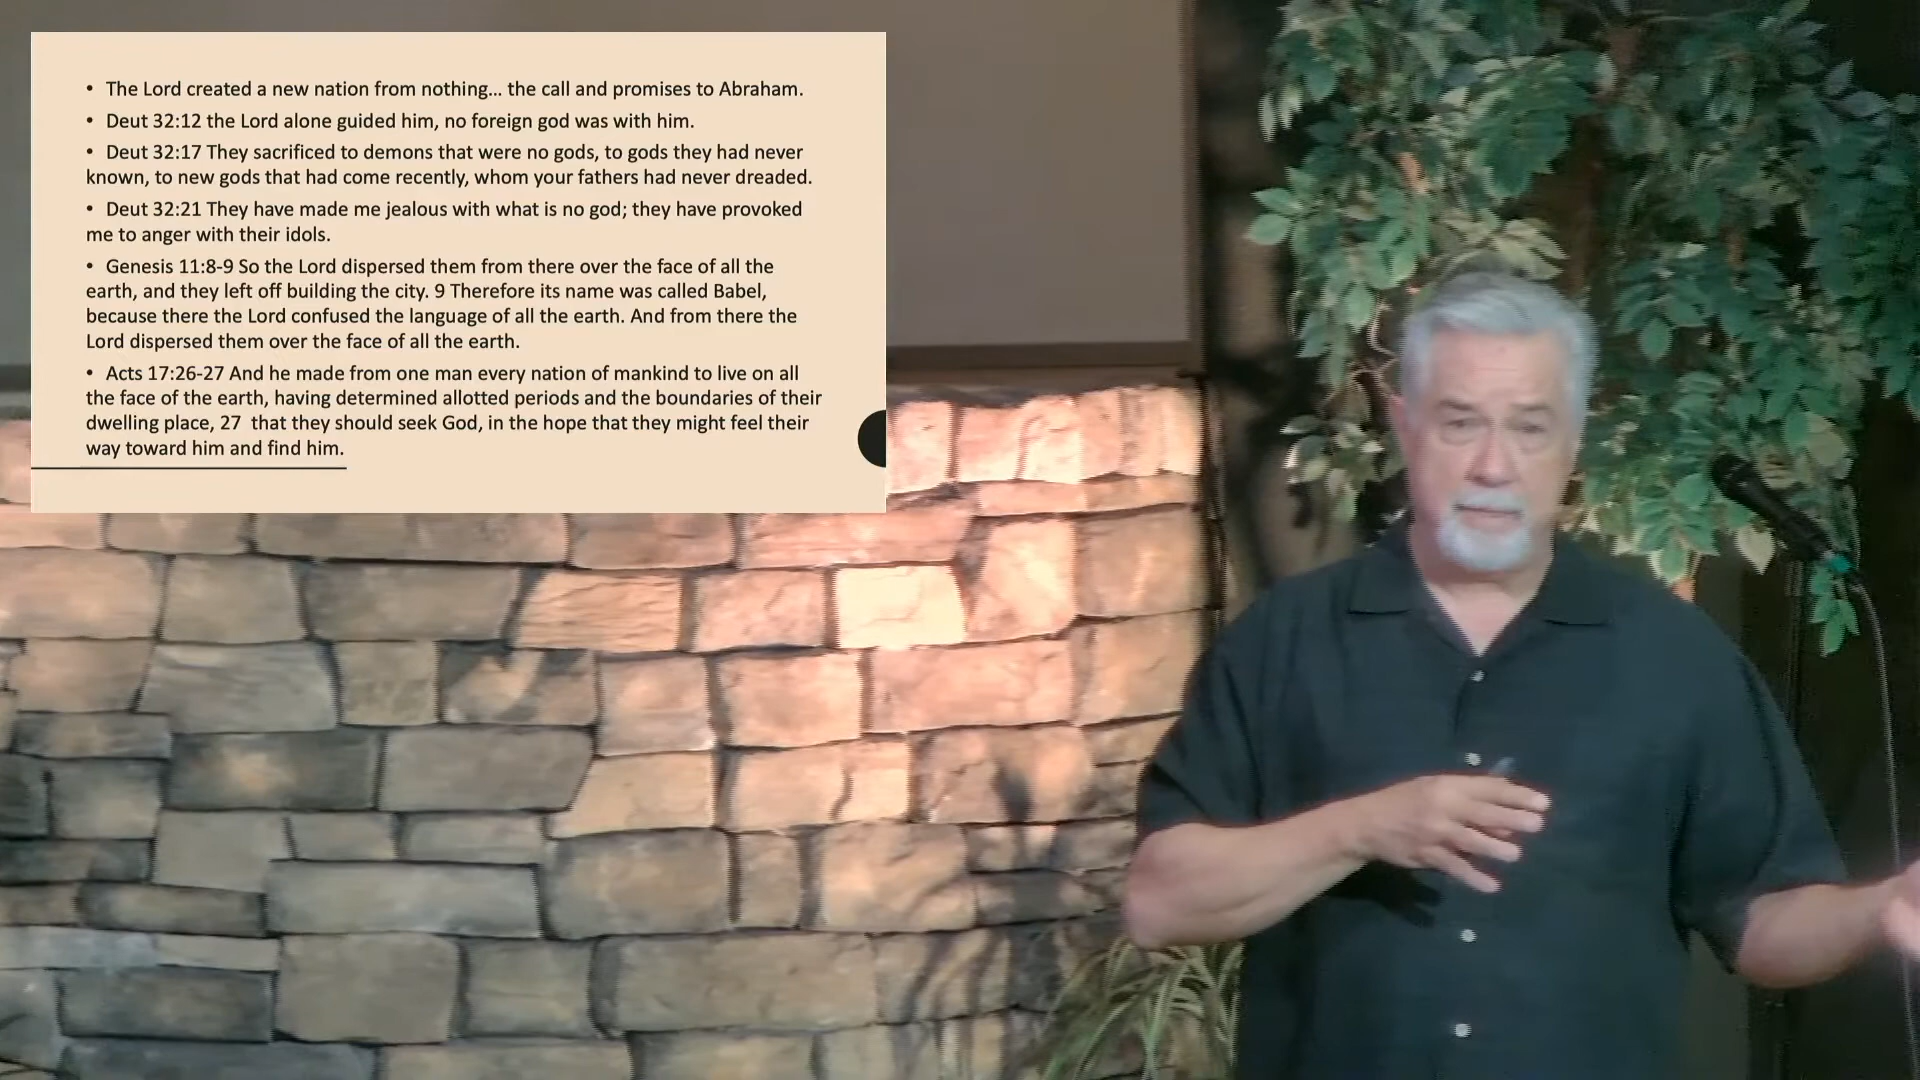 • The Lord created a new nation from nothing... the call and promises to Abraham.
• Deut 32:12 the Lord alone guided him, no foreign god was with him.
• Deut 32:17 They sacrificed to demons that were no gods, to gods they had never
known, to new gods that had come recently, whom your fathers had never dreaded.
• Deut 32:21 They have made me jealous with what is no god; they have provoked
me to anger with their idols.
• Genesis 11:8-9 So the Lord dispersed them from there over the face of all the
earth, and they left off building the city. 9 Therefore its name was called Babel,
because there the Lord confused the language of all the earth. And from there the
Lord dispersed them over the face of all the earth.
• Acts 17:26-27 And he made from one man every nation of mankind to live on all
the face of the earth, having determined allotted periods and the boundaries of their
dwelling place, 27 that they should seek God, in the hope that they might feel their
way toward him and find him.